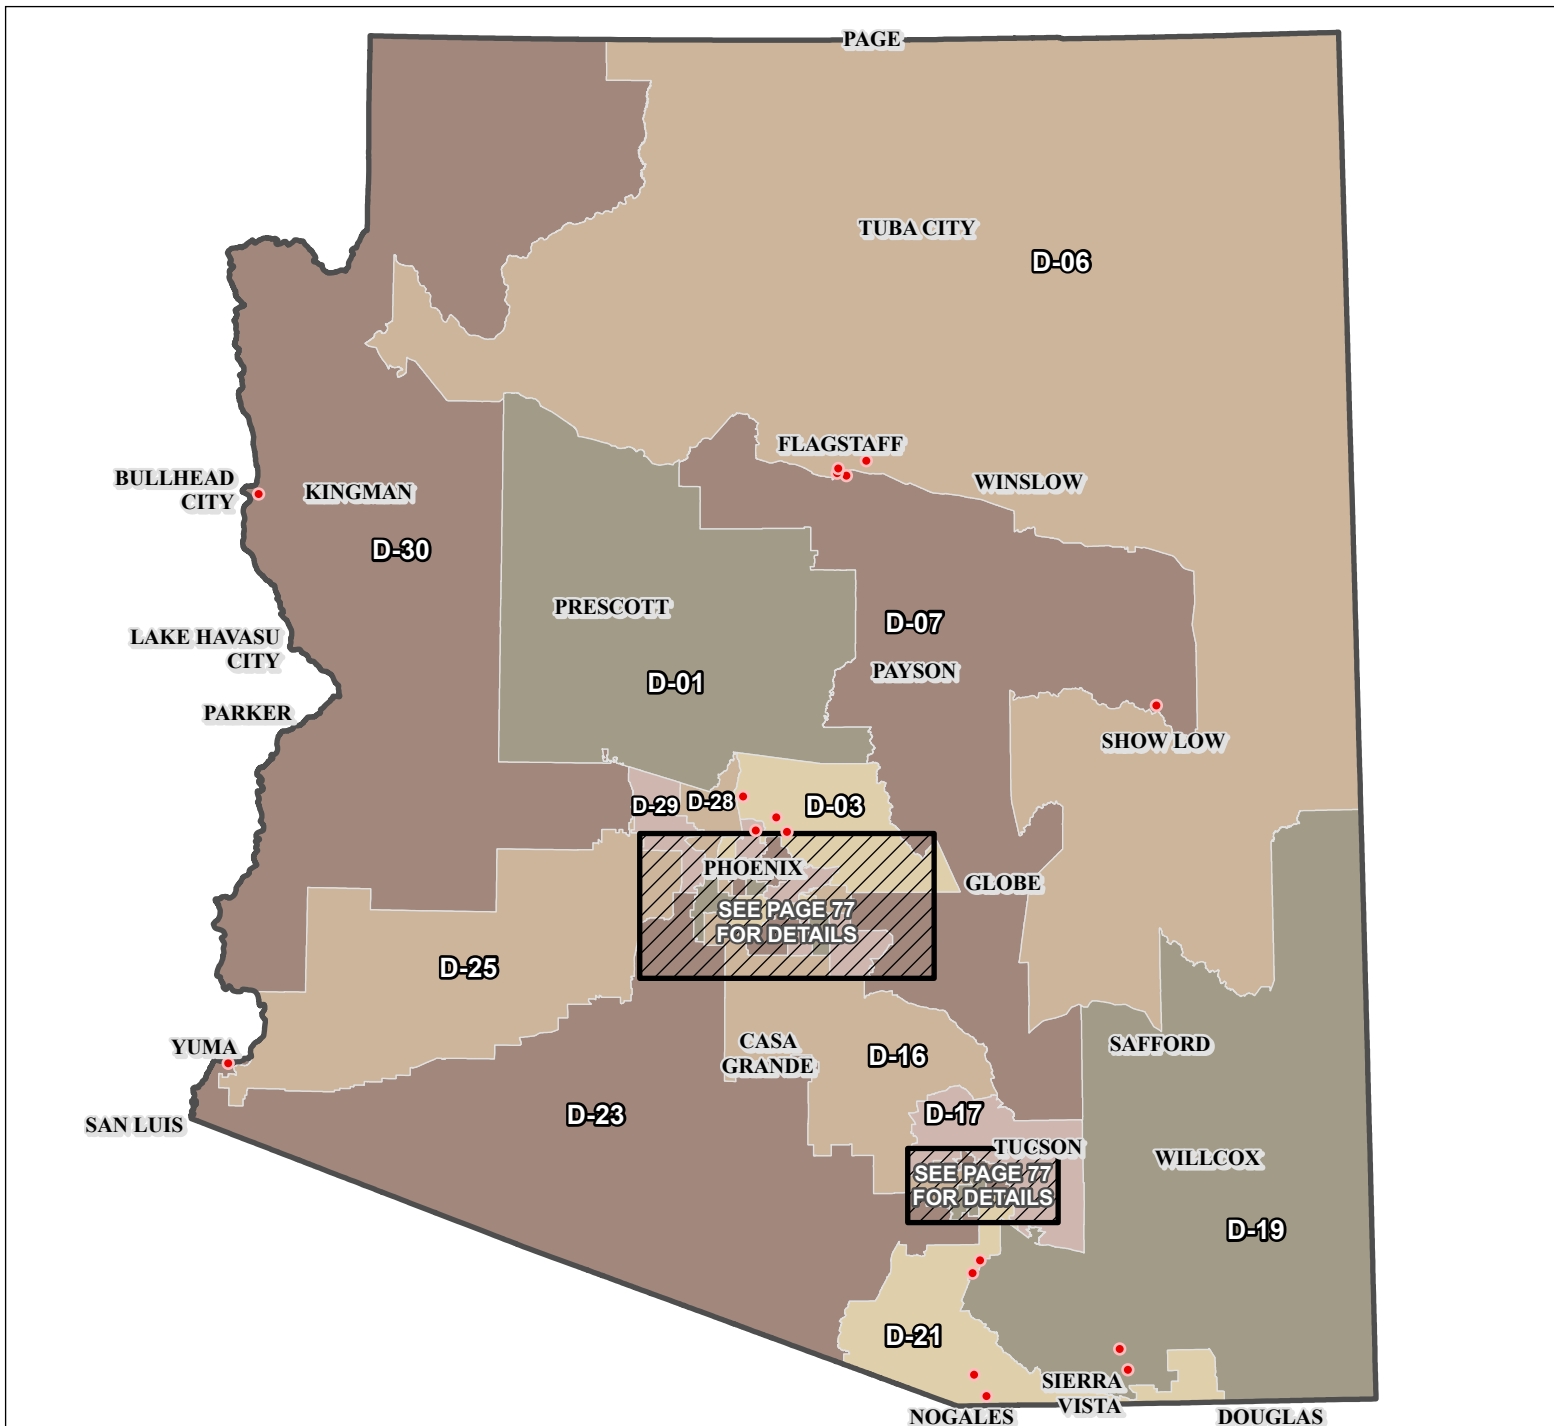 PAGE
TUBA CITY
D-06
FLAGSTAFF
BULLHEAD
CITY
KINGMAN
WINSLOW
D-30
PRESCOTT
D-07
LAKE HAVASU
CITY
PAYSON
D-01
PARKER
SHOW LOW
D-29
D-28
D-03
PHOENIX
GLOBE
SEE PAGE 77
FOR DETAILS
D-25
YUMA
CASA
GRANDE
D-16
SAFFORD
D-23
D-17
SAN LUIS
TUCSON
WILLCOX
SEE PAGE 77
FOR DETAILS
D-19
D-21
SIERRA
VISTA
NOGALES
DOUGLAS